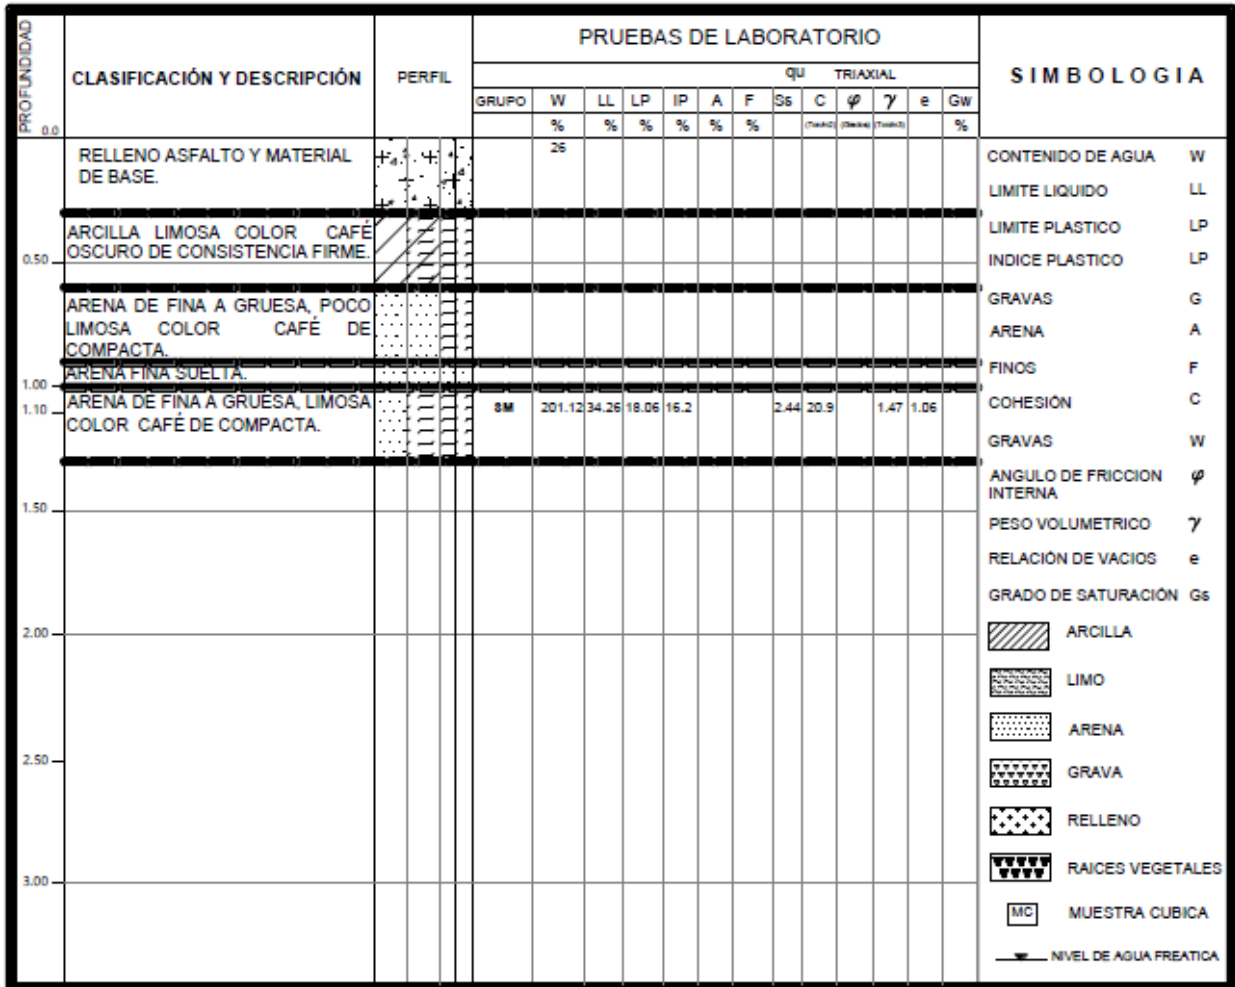 PROFUNDIDAD
0.0
CLASIFICACIÓN Y DESCRIPCIÓN
PERFIL
PRUEBAS DE LABORATORIO
qu TRIAXIAL
GRUPO W LL LP IP A F Ss C φ γ e Gw
% % % % % % %
SIMBOLOGIA
RELLENO ASFALTO Y MATERIAL
DE BASE.
26
ARCILLA LIMOSA COLOR CAFÉ
OSCURO DE CONSISTENCIA FIRME.
0.50
ARENA DE FINA A GRUESA, POCO
LIMOSA COLOR CAFÉ DE
COMPACTA.
ARENA FINA SUELTA.
1.00
ARENA DE FINA A GRUESA, LIMOSA
COLOR CAFÉ DE COMPACTA.
1.10
SM 201.12 34.26 18.06 16.2 2.44 20.9 1.47 1.06
1.50
2.00
2.50
3.00
CONTENIDO DE AGUA W
LIMITE LIQUIDO LL
LIMITE PLASTICO LP
INDICE PLASTICO LP
GRAVAS G
ARENA A
FINOS F
COHESIÓN C
GRAVAS W
ANGULO DE FRICCION φ
INTERNA
PESO VOLUMETRICO γ
RELACIÓN DE VACIOS e
GRADO DE SATURACIÓN Gs
ARCILLA
LIMO
ARENA
GRAVA
RELLENO
RAICES VEGETALES
MC MUESTRA CUBICA
NIVEL DE AGUA FREATICA